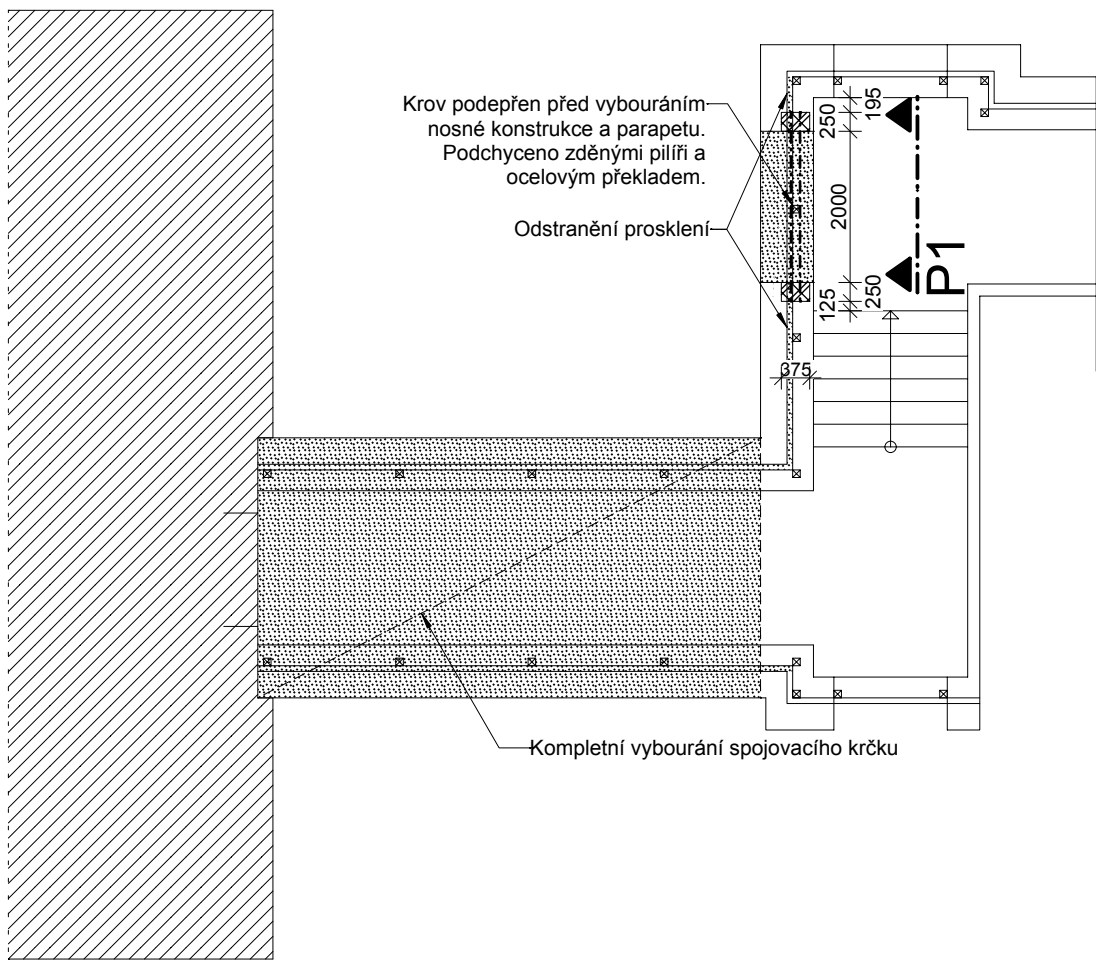 Krov podepřen před vybouráním
nosné konstrukce a parapetu.
Podchyceno zděnými pilíři a
ocelovým překladem.
Odstranění prosklení
195
250
2000
P1
250
125
375
Kompletní vybourání spojovacího krčku